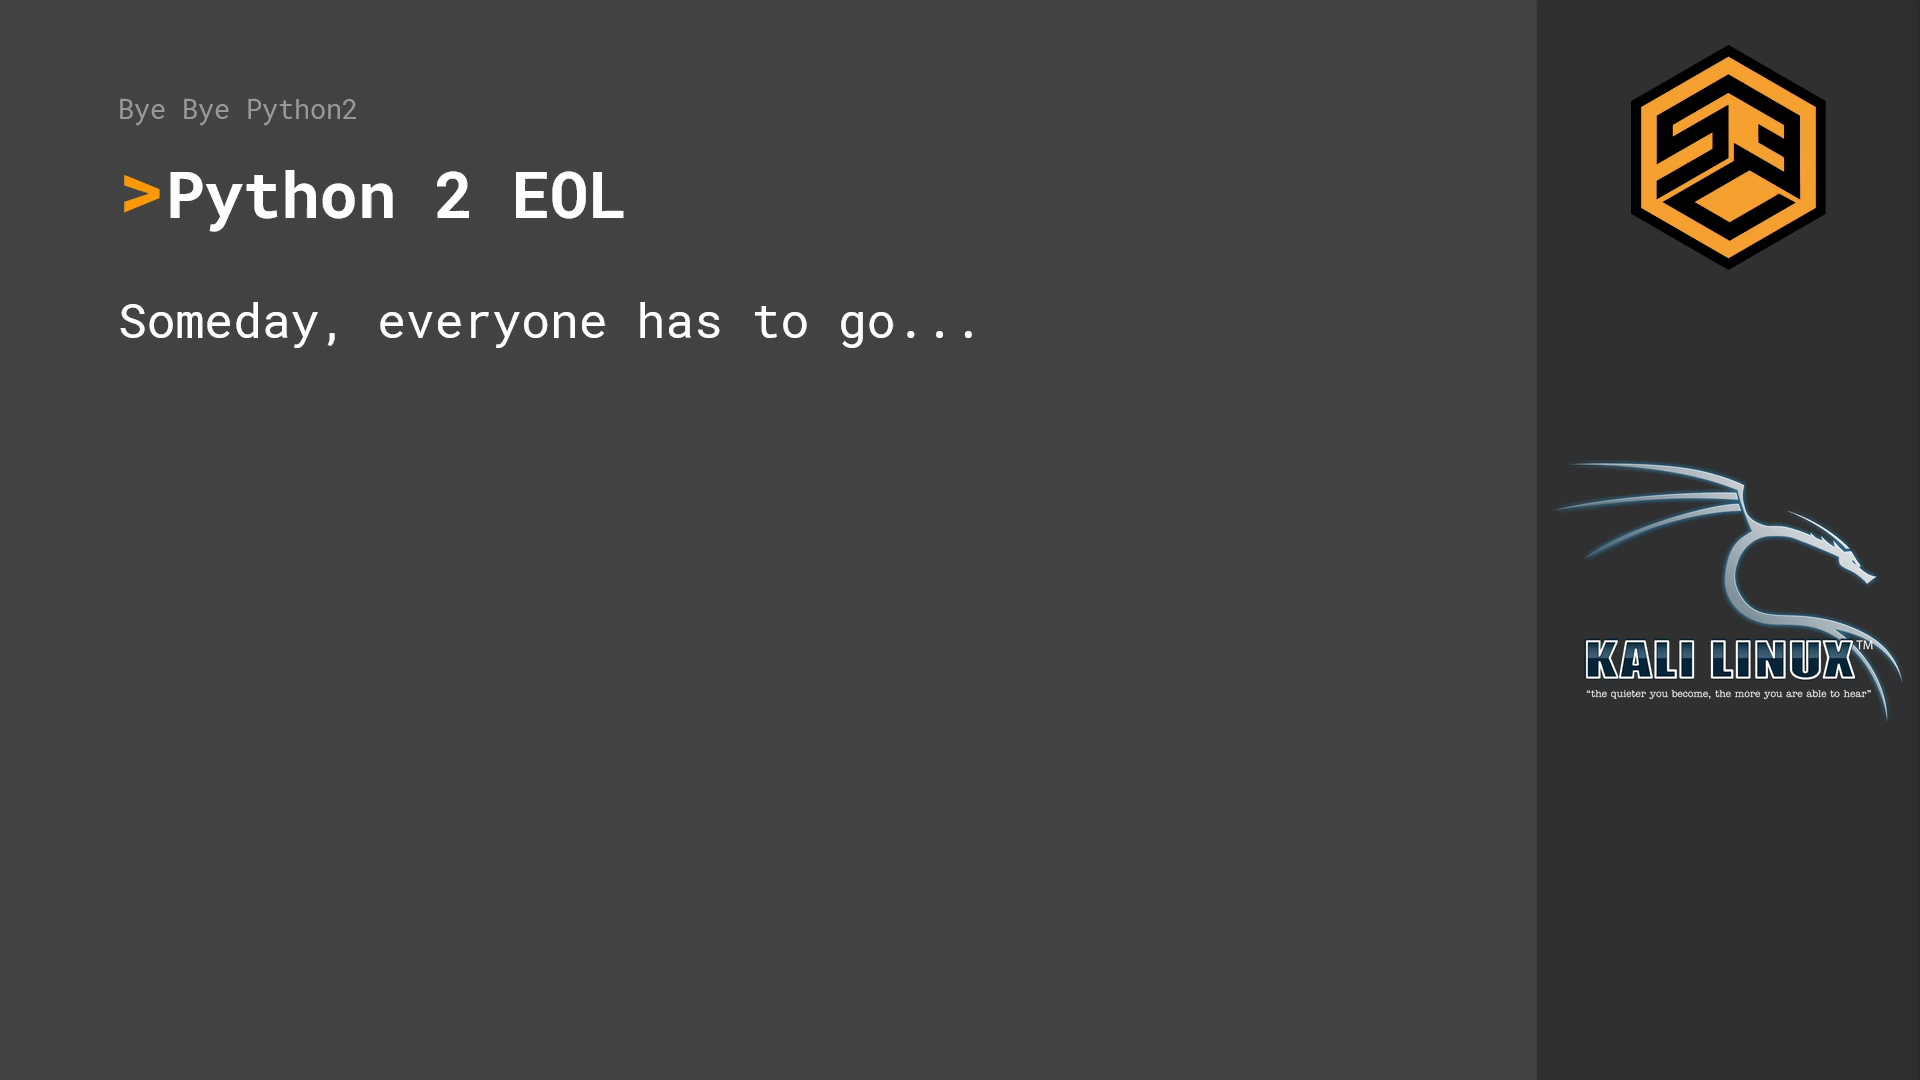 Bye Bye Python2
>Python 2 EOL
Someday, everyone has to go...
KALI LINUX™
“the quieter you become, the more you are able to hear”